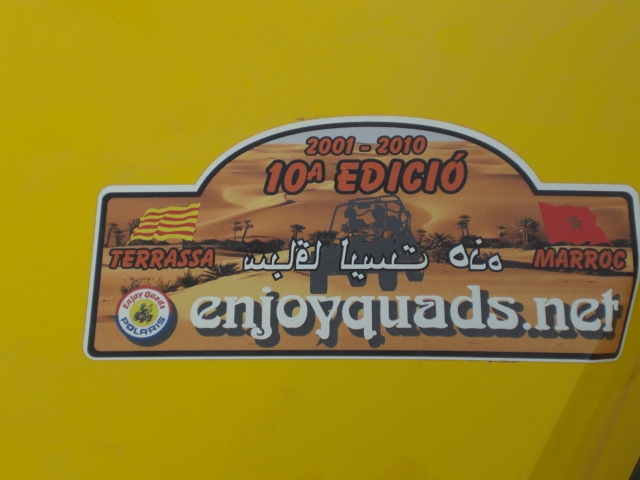 2001 - 2010
10ª EDICIÓ
TERRASSA
MARROC
Enjoy Quads
POLARIS
enjoyquads.net